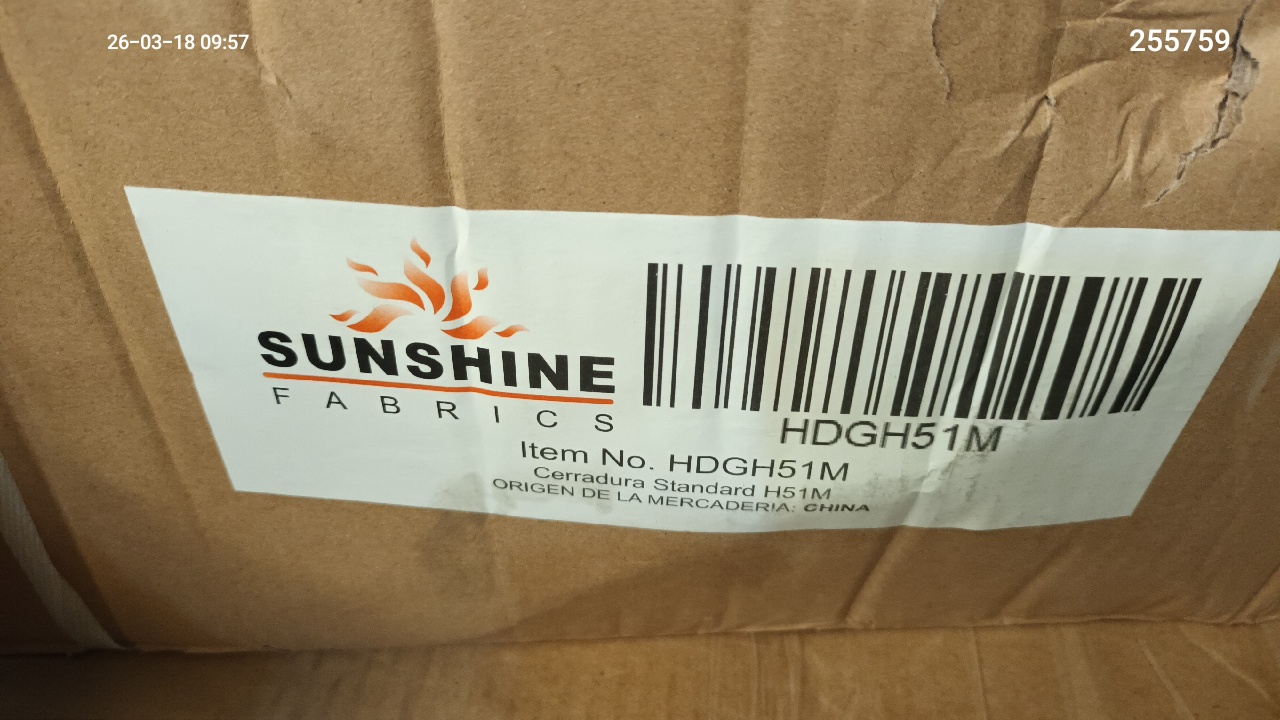 26-03-18 09:57
255759
SUNSHINE
FABRICS
HDGH51M
Item No. HDGH51M
Cerradura Standard H51M
ORIGEN DE LA MERCADERIA: CHINA